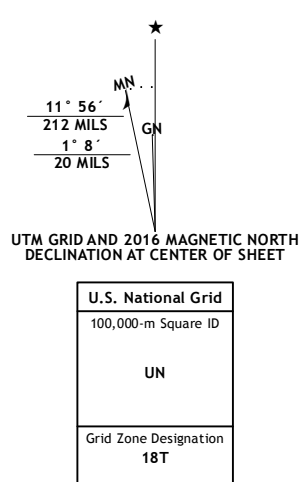 ★
MN
11° 56´
212 MILS
GN
1° 8´
20 MILS
UTM GRID AND 2016 MAGNETIC NORTH
DECLINATION AT CENTER OF SHEET
U.S. National Grid
100,000-m Square ID
UN
Grid Zone Designation
18T